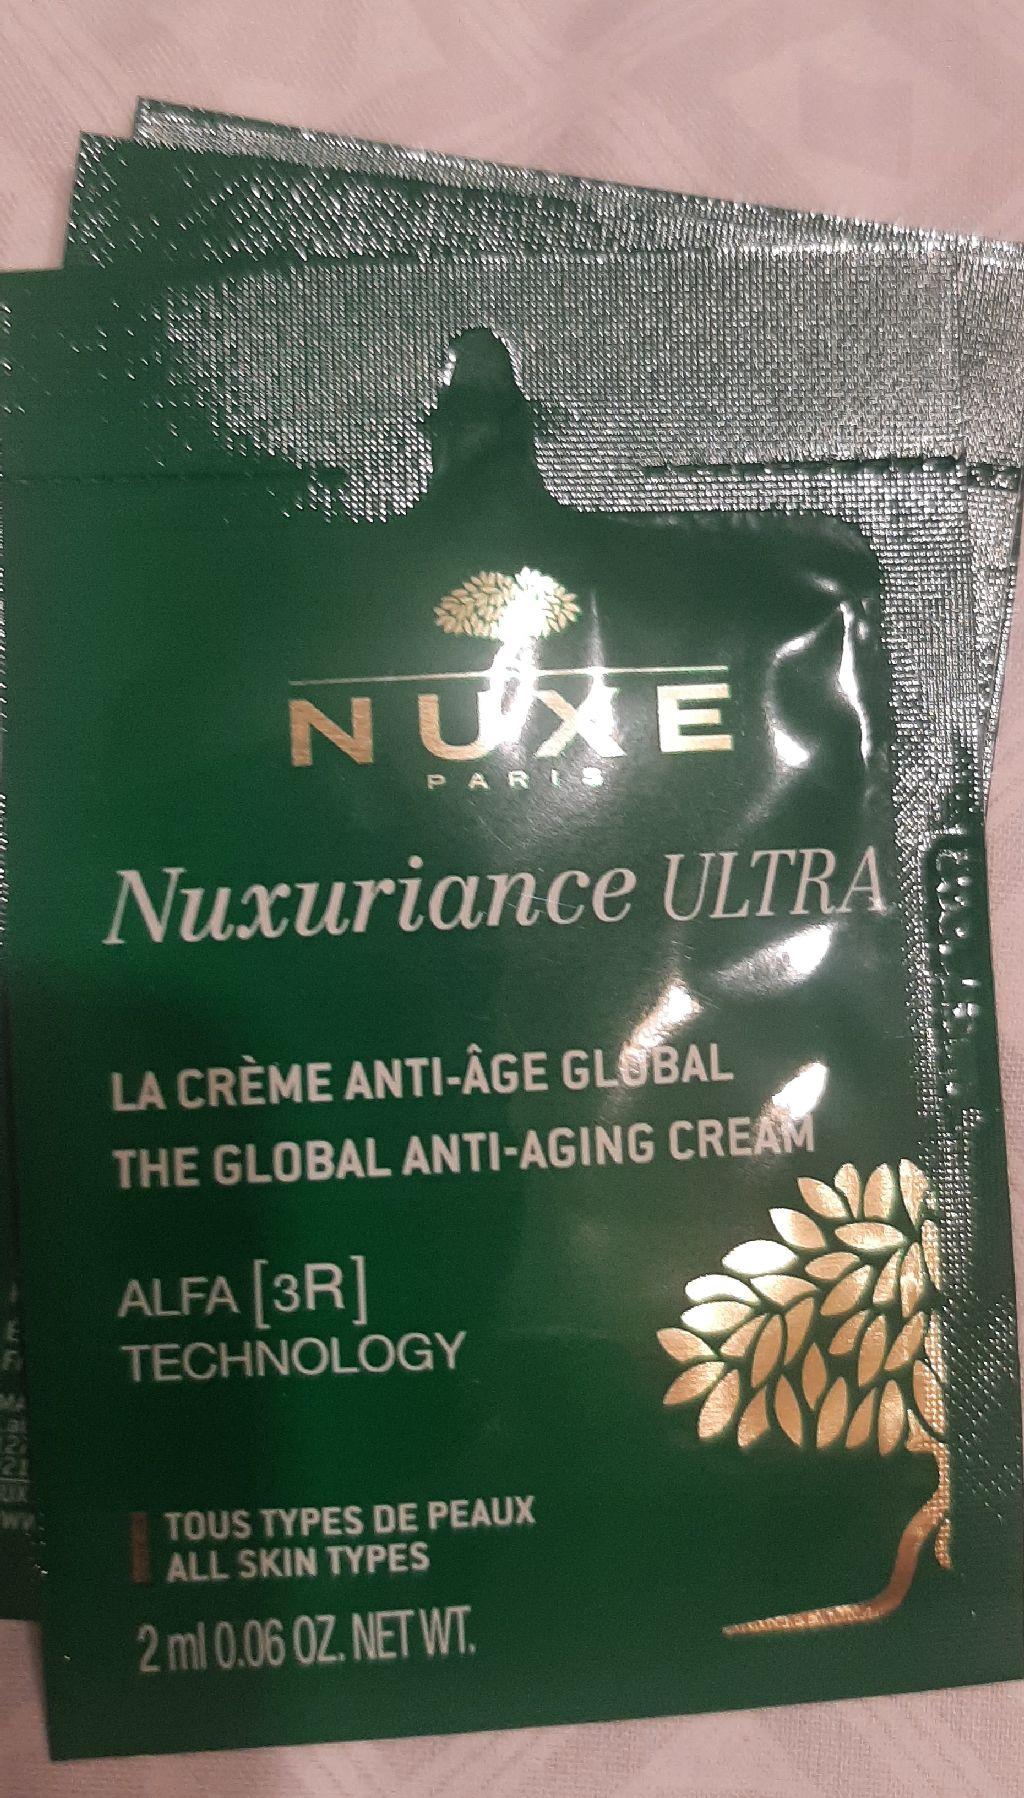 NUXE
PARIS
Nuxuriance ULTRA
LA CRÈME ANTI-ÂGE GLOBAL
THE GLOBAL ANTI-AGING CREAM
ALFA [3R]
TECHNOLOGY
TOUS TYPES DE PEAUX
ALL SKIN TYPES
2 ml 0.06 OZ. NET WT.